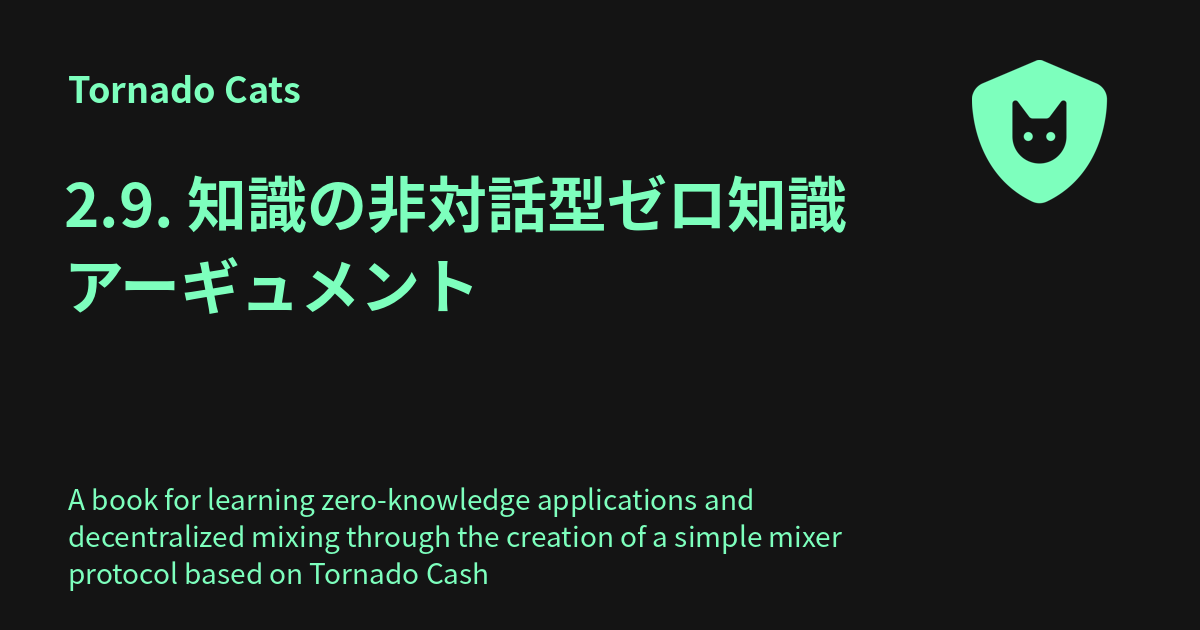 Tornado Cats
2.9. 知識の非対話型ゼロ知識
アーギュメント
A book for learning zero-knowledge applications and
decentralized mixing through the creation of a simple mixer
protocol based on Tornado Cash